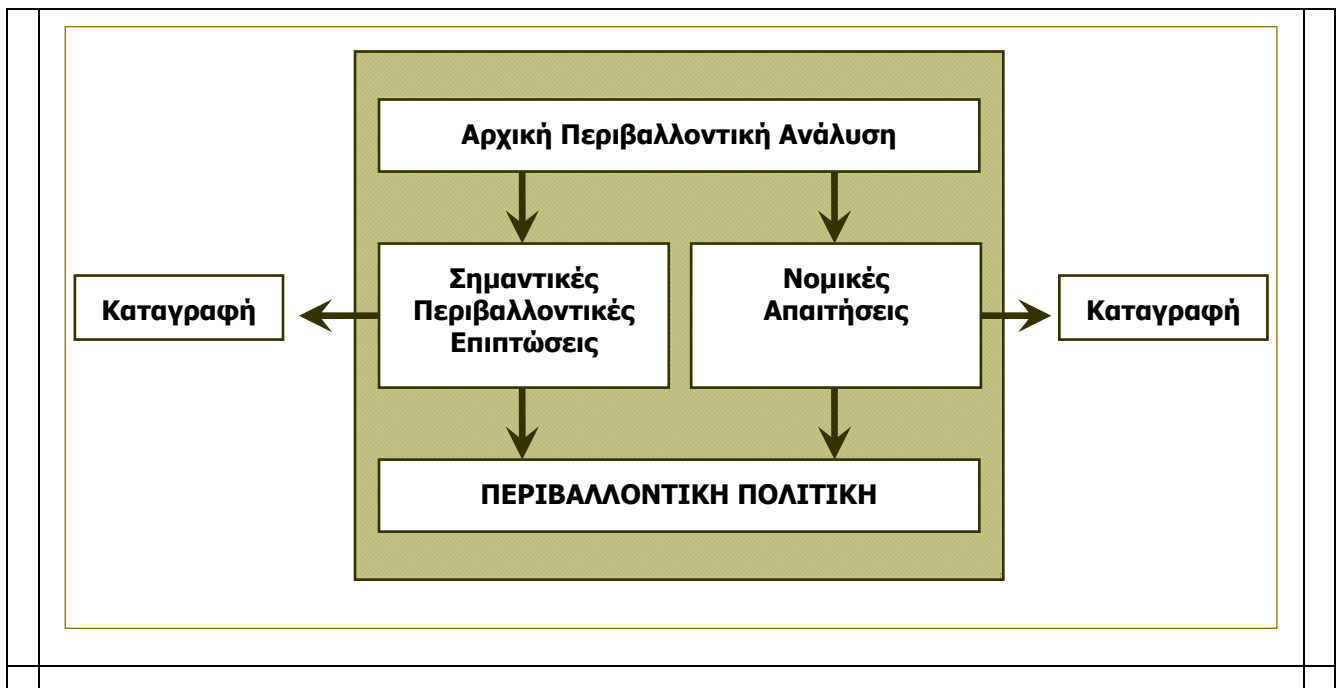 Αρχική Περιβαλλοντική Ανάλυση
Σημαντικές
Περιβαλλοντικές
Επιπτώσεις
Νομικές
Απαιτήσεις
Καταγραφή
Καταγραφή
ΠΕΡΙΒΑΛΛΟΝΤΙΚΗ ΠΟΛΙΤΙΚΗ